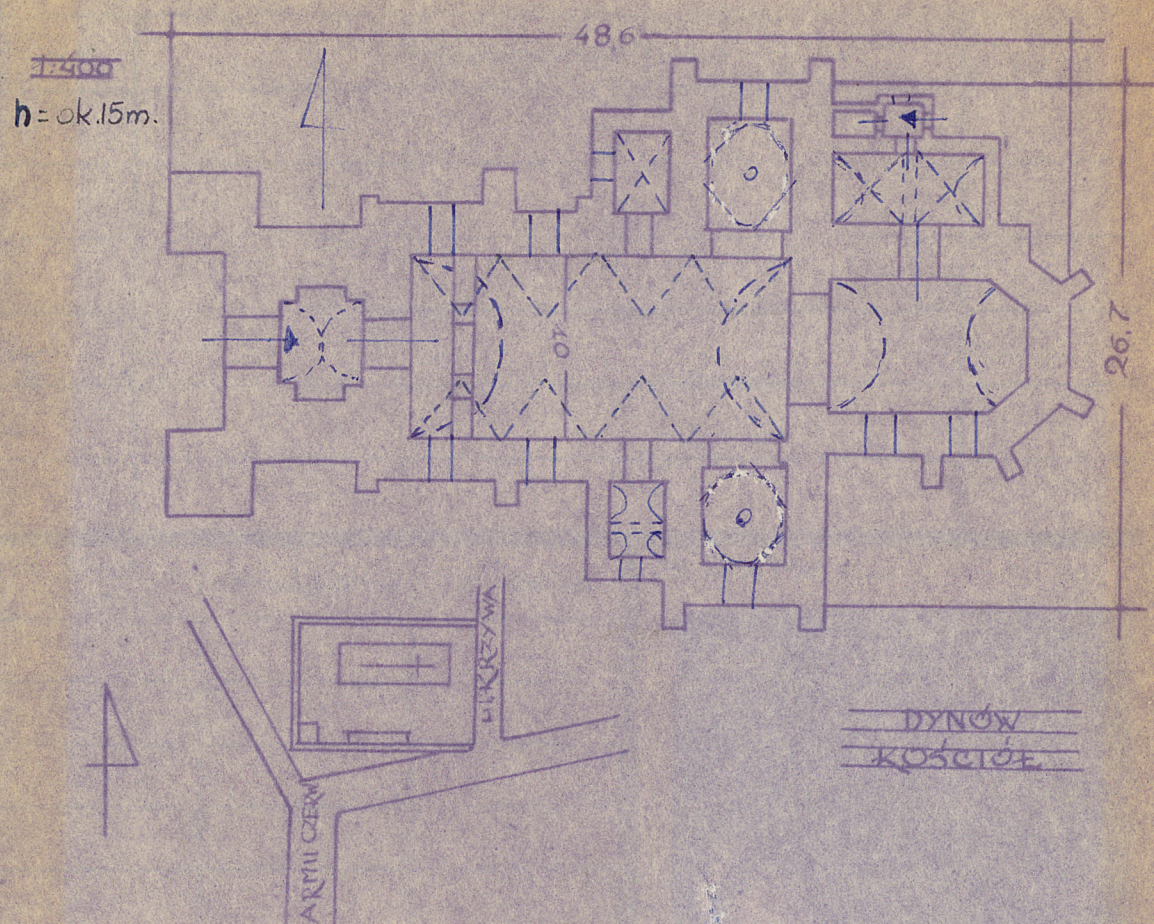 48,6
1:400
h = ok.15m.
10
26.7
UL. KRZYWA
ARMII CZERW
DYNÓW
KOŚCIÓŁ